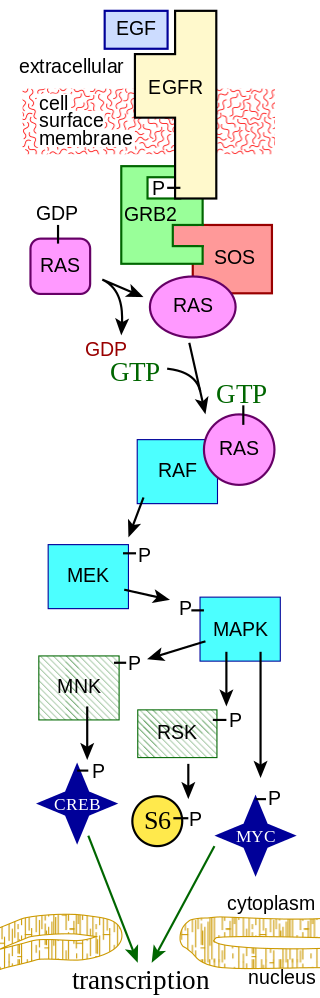 EGF
extracellular
EGFR
cell
surface
membrane
P
GDP
GRB2
RAS
SOS
RAS
GDP
GTP
GTP
RAS
RAF
P
MEK
P
MAPK
P
MNK
P
RSK
P
CREB
P
S6
P
MYC
cytoplasm
transcription
nucleus